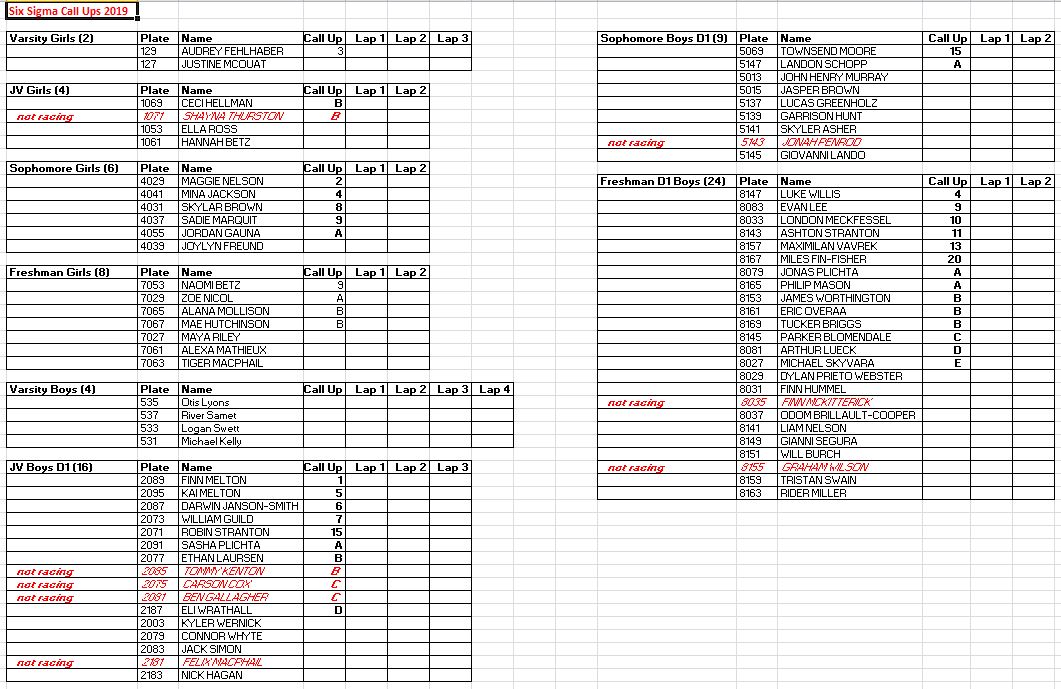 Six Sigma Call Ups 2019
Varsity Girls (2) Plate Name Call Up Lap 1 Lap 2 Lap 3
129 AUDREY FEHLHABER 3
127 JUSTINE MCOUAT
JV Girls (4) Plate Name Call Up Lap 1 Lap 2
1069 CECI HELLMAN B
not racing 1071 SHAYNA THURSTON B
1053 ELLA ROSS
1061 HANNAH BETZ
Sophomore Girls (6) Plate Name Call Up Lap 1 Lap 2
4029 MAGGIE NELSON 2
4041 MINA JACKSON 4
4031 SKYLAR BROWN 8
4037 SADIE MARQUIT 9
4055 JORDAN GAUNA A
4039 JOYLYN FREUND
Freshman Girls (8) Plate Name Call Up Lap 1 Lap 2
7053 NAOMI BETZ 9
7029 ZOE NICOL A
7065 ALANA MOLLISON B
7067 MAE HUTCHINSON B
7027 MAYA RILEY
7061 ALEXA MATHIEUX
7063 TIGER MACPHAIL
Varsity Boys (4) Plate Name Call Up Lap 1 Lap 2 Lap 3 Lap 4
535 Otis Lyons
537 River Samet
533 Logan Swett
531 Michael Kelly
JV Boys D1 (16) Plate Name Call Up Lap 1 Lap 2 Lap 3
2089 FINN MELTON 1
2095 KAI MELTON 5
2087 DARWIN JANSON-SMITH 6
2073 WILLIAM GUILD 7
2071 ROBIN STRANTON 15
2091 SASHA PLICHTA A
2077 ETHAN LAURSEN B
not racing 2085 TOMMY KENTON B
not racing 2075 CARSON COX C
not racing 2081 BEN GALLAGHER C
2187 ELI WRATHALL D
2003 KYLER WERNICK
2079 CONNOR WHYTE
2083 JACK SIMON
not racing 2181 FELIX MACPHAIL
2183 NICK HAGAN
Sophomore Boys D1 (9) Plate Name Call Up Lap 1 Lap 2
5069 TOWNSEND MOORE 15
5147 LANDON SCHOPP A
5013 JOHN HENRY MURRAY
5015 JASPER BROWN
5137 LUCAS GREENHOLZ
5139 GARRISON HUNT
5141 SKYLER ASHER
not racing 5143 JONAH PENROD
5145 GIOVANNI LANDO
Freshman D1 Boys (24) Plate Name Call Up Lap 1 Lap 2
8147 LUKE WILLIS 4
8083 EVAN LEE 9
8033 LONDON MECKFESSEL 10
8143 ASHTON STRANTON 11
8157 MAXIMILAN VAVREK 13
8167 MILES FIN-FISHER 20
8079 JONAS PLICHTA A
8165 PHILIP MASON A
8153 JAMES WORTHINGTON B
8161 ERIC OVERAA B
8169 TUCKER BRIGGS B
8145 PARKER BLOMENDALE C
8081 ARTHUR LUECK D
8027 MICHAEL SKYVARA E
8029 DYLAN PRIETO WEBSTER
8031 FINN HUMMEL
not racing 8035 FINN MCKITTERICK
8037 ODOM BRILLAULT-COOPER
8141 LIAM NELSON
8149 GIANNI SEGURA
8151 WILL BURCH
not racing 8155 GRAHAM WILSON
8159 TRISTAN SWAIN
8163 RIDER MILLER